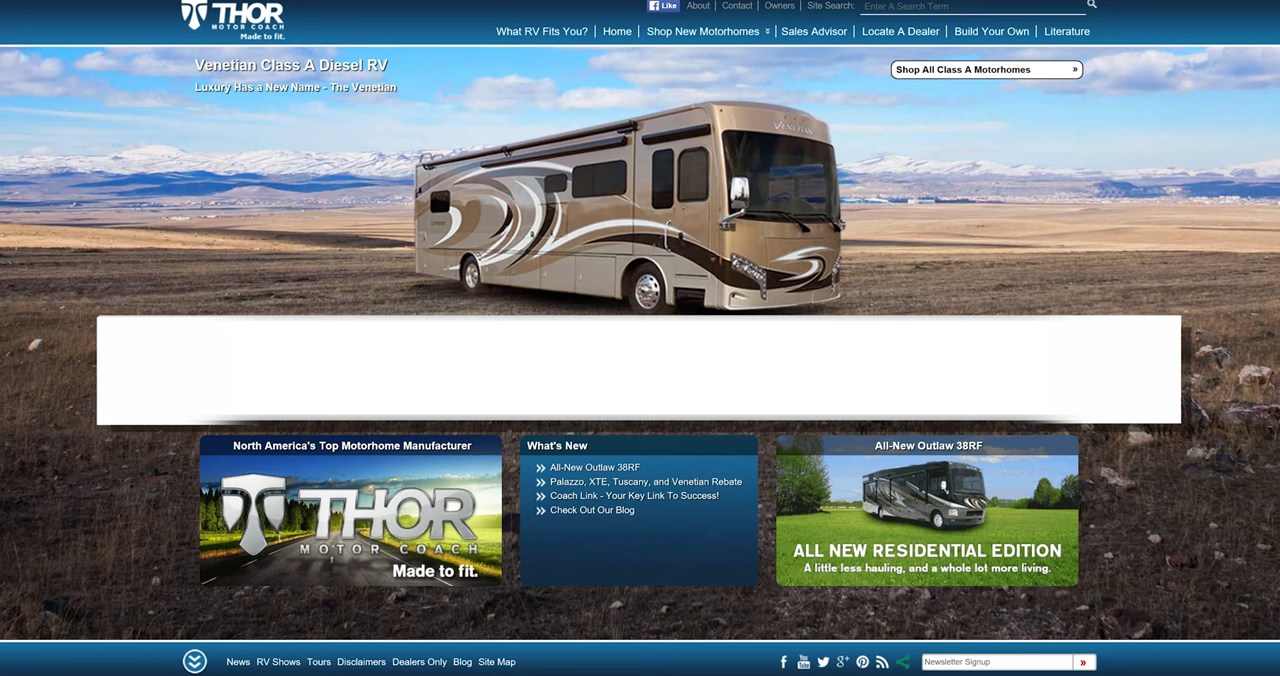 THOR
MOTOR COACH
Made to fit.
f Like
About | Contact | Owners | Site Search: Enter A Search Term
What RV Fits You? | Home | Shop New Motorhomes | Sales Advisor | Locate A Dealer | Build Your Own | Literature
Venetian Class A Diesel RV
Luxury Has a New Name - The Venetian
Shop All Class A Motorhomes »
VENETIAN
North America's Top Motorhome Manufacturer
THOR
MOTOR COACH
Made to fit.
What's New
All-New Outlaw 38RF
Palazzo, XTE, Tuscany, and Venetian Rebate
Coach Link - Your Key Link To Success!
Check Out Our Blog
All-New Outlaw 38RF
ALL NEW RESIDENTIAL EDITION
A little less hauling, and a whole lot more living.
News RV Shows Tours Disclaimers Dealers Only Blog Site Map
You Tube
Newsletter Signup »